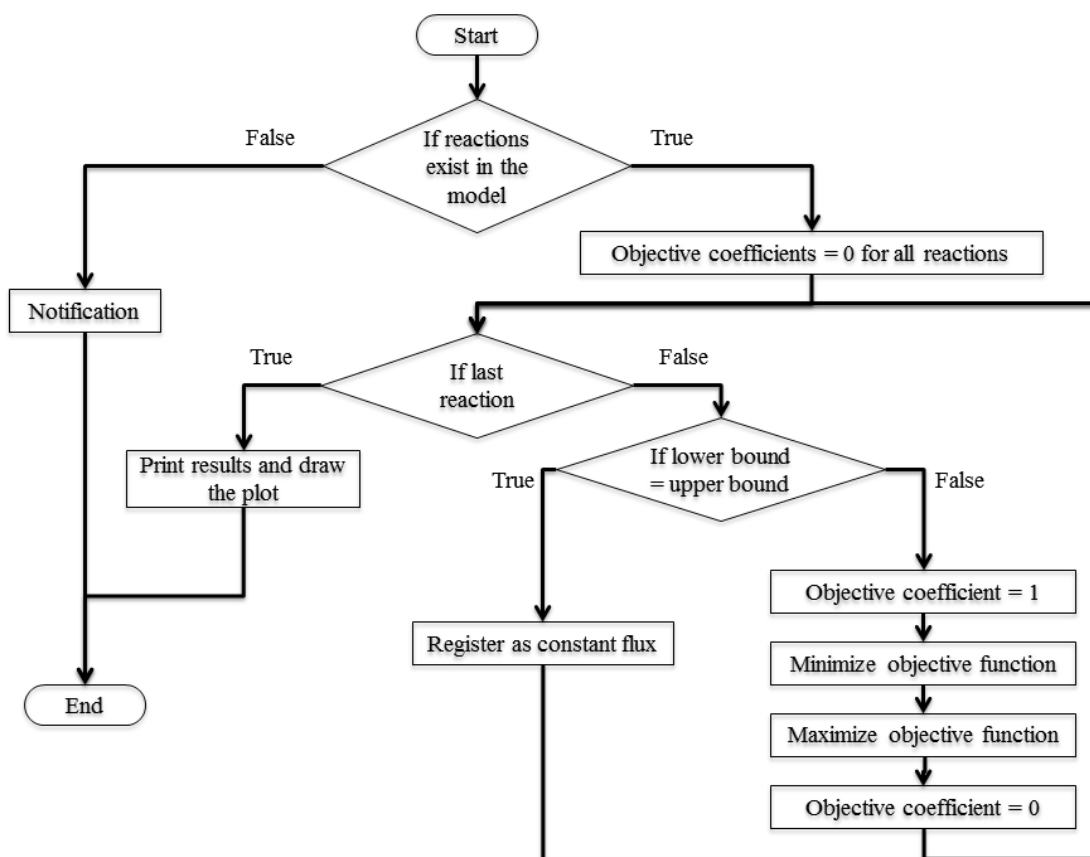 Start
False
If reactions
exist in the
model
True
Objective coefficients = 0 for all reactions
Notification
True
If last
reaction
False
Print results and draw
the plot
True
If lower bound
= upper bound
False
Objective coefficient = 1
Register as constant flux
Minimize objective function
End
Maximize objective function
Objective coefficient = 0